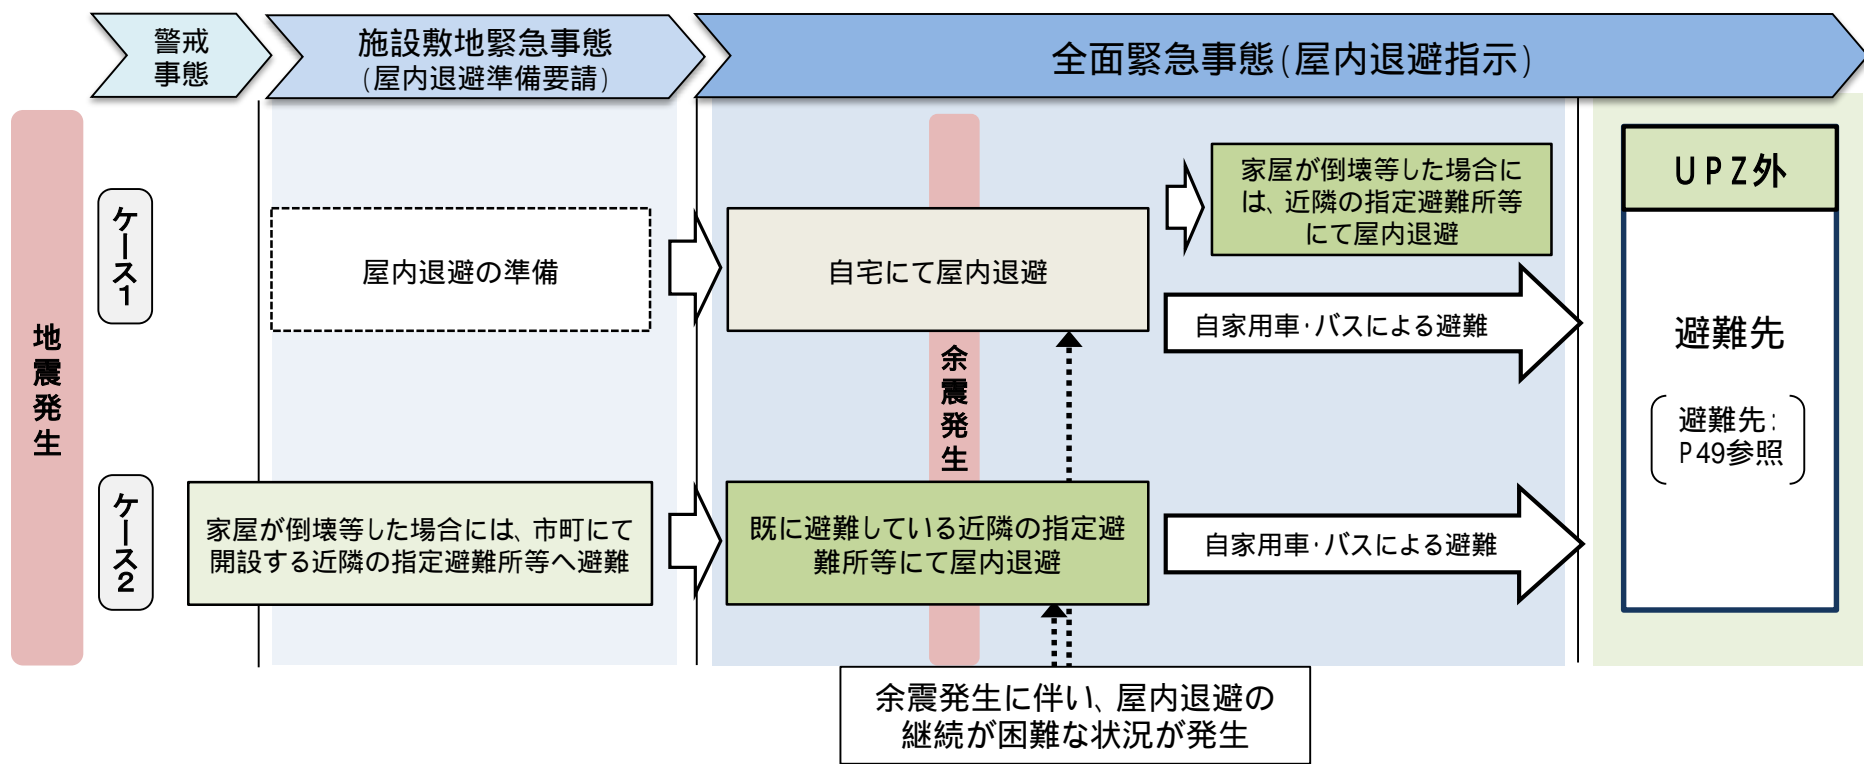 警戒
事態
施設敷地緊急事態
(屋内退避準備要請)
全面緊急事態(屋内退避指示)
地震発生
ケース1
屋内退避の準備
自宅にて屋内退避
家屋が倒壊等した場合に
は、近隣の指定避難所等
にて屋内退避
自家用車・バスによる避難
余震発生
ケース2
家屋が倒壊等した場合には、市町にて
開設する近隣の指定避難所等へ避難
既に避難している近隣の指定避
難所等にて屋内退避
自家用車・バスによる避難
UPZ外
避難先
避難先:
P49参照
余震発生に伴い、屋内退避の
継続が困難な状況が発生